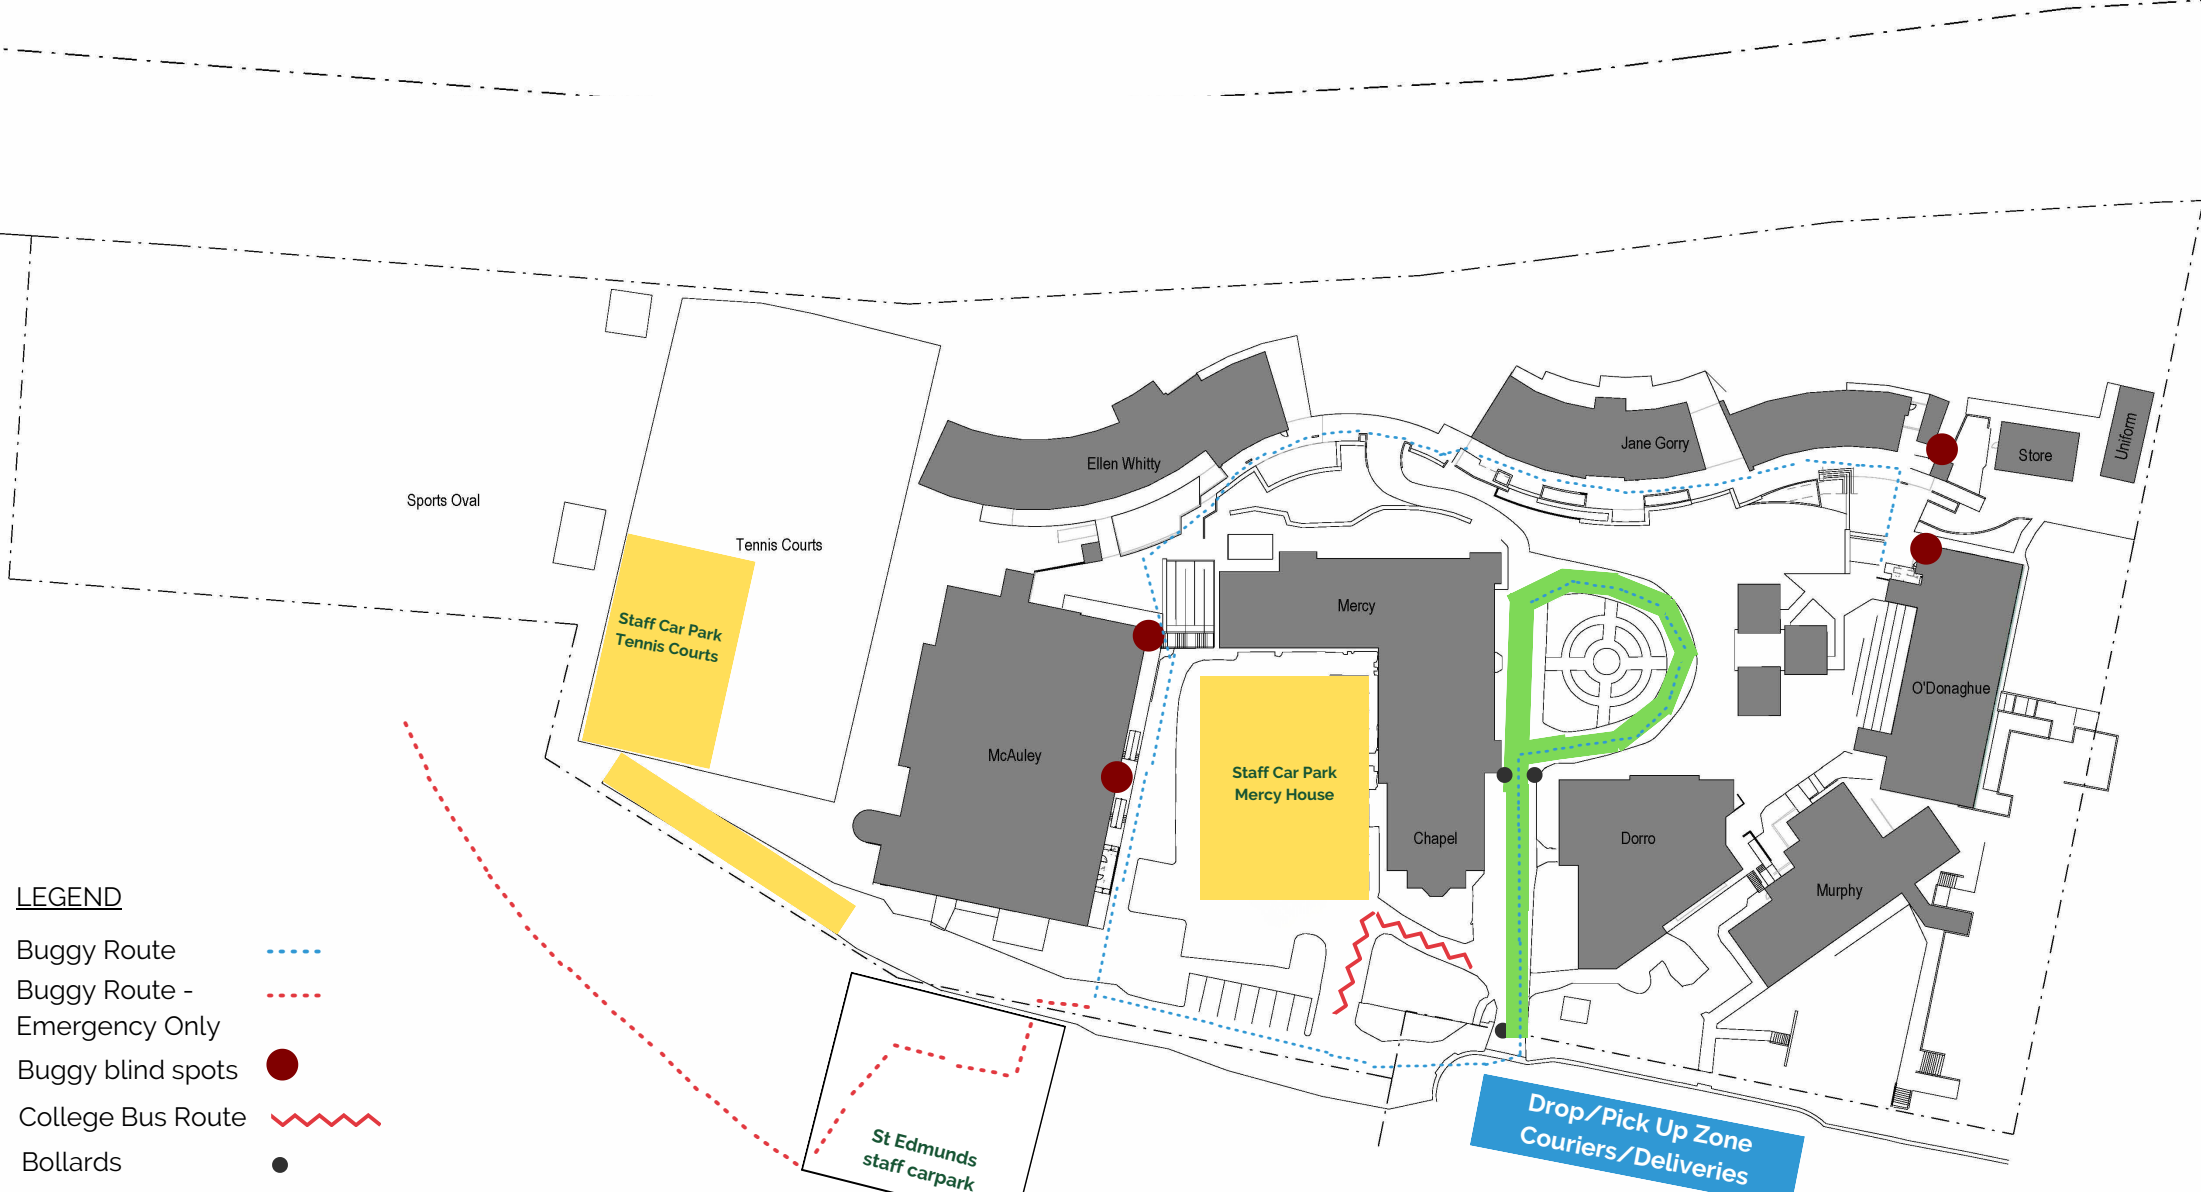 Ellen Whitty
Jane Gorry
Store
Uniform
Sports Oval
Tennis Courts
Staff Car Park
Tennis Courts
Mercy
O'Donaghue
McAuley
Staff Car Park
Mercy House
Chapel
Dorro
Murphy
LEGEND
Buggy Route
Buggy Route -
Emergency Only
Buggy blind spots
College Bus Route
Bollards
St Edmunds
staff carpark
Drop/Pick Up Zone
Couriers/Deliveries